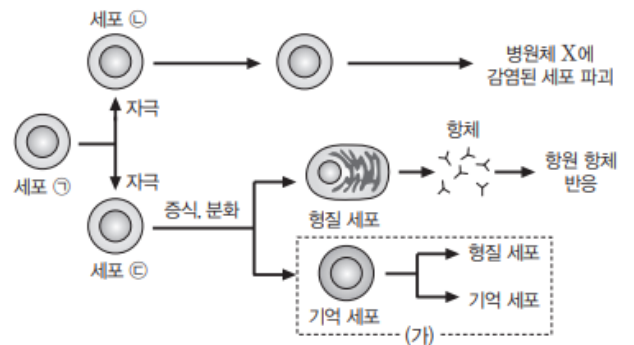 세포 ㉡
병원체 X에
감염된 세포 파괴
자극
세포 ㉠
자극
항체
항원 항체
반응
증식, 분화
형질 세포
세포 ㉢
형질 세포
기억 세포
기억 세포
(가)